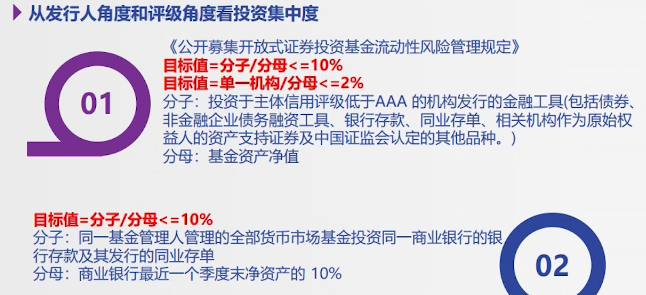 从发行人角度和评级角度看投资集中度
《公开募集开放式证券投资基金流动性风险管理规定》
目标值=分子/分母<=10%
目标值=单一机构/分母<=2%
01
分子：投资于主体信用评级低于AAA 的机构发行的金融工具(包括债券、
非金融企业债务融资工具、银行存款、同业存单、相关机构作为原始权
益人的资产支持证券及中国证监会认定的其他品种。)
分母：基金资产净值
目标值=分子/分母<=10%
分子：同一基金管理人管理的全部货币市场基金投资同一商业银行的银
行存款及其发行的同业存单
分母：商业银行最近一个季度末净资产的 10%
02